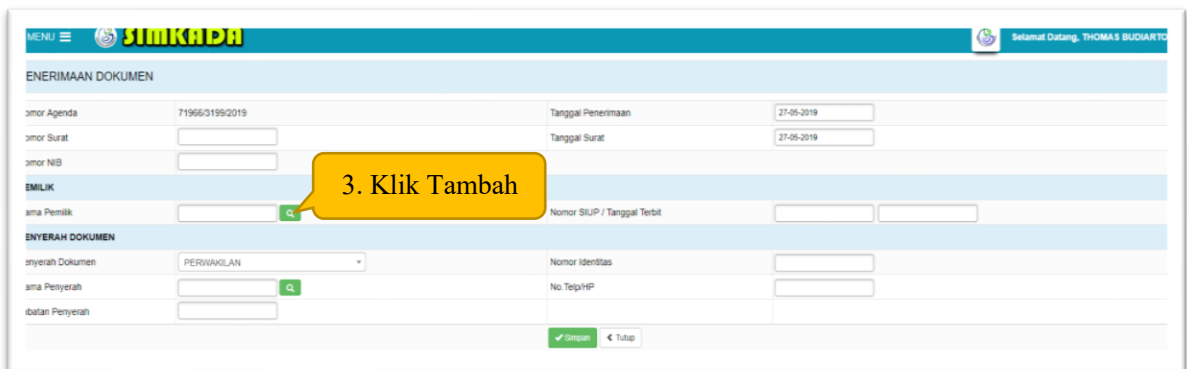 MENU SIMKADA Selamat Datang, THOMAS BUDIARTO
ENERIMAAN DOKUMEN
omor Agenda 71966/3199/2019 Tanggal Penerimaan 27-05-2019
omor Surat Tanggal Surat 27-05-2019
omor NIB
3. Klik Tambah
EMILIK
ama Pemilik Nomor SIUP / Tanggal Terbit
ENYERAH DOKUMEN
enyerah Dokumen PERWAKILAN Nomor Identitas
ama Penyerah No.Telp/HP
abatan Penyerah
Simpan Tutup